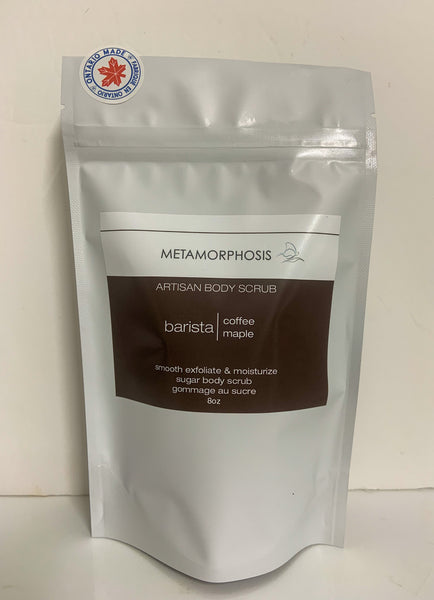 ONTARIO MADE
FABRIQUÉ EN ONTARIO
METAMORPHOSIS
ARTISAN BODY SCRUB
barista | coffee
maple
smooth exfoliate & moisturize
sugar body scrub
gommage au sucre
8oz